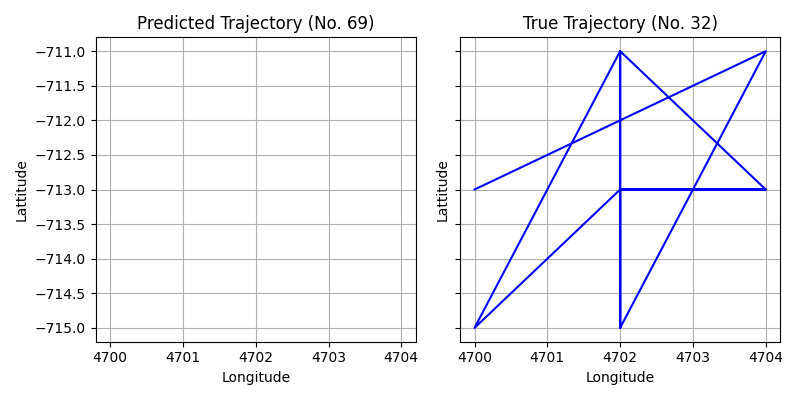 Predicted Trajectory (No. 69)
True Trajectory (No. 32)
Lattitude
−711.0
−711.5
−712.0
−712.5
−713.0
−713.5
−714.0
−714.5
−715.0
4700 4701 4702 4703 4704
Longitude
Lattitude
4700 4701 4702 4703 4704
Longitude